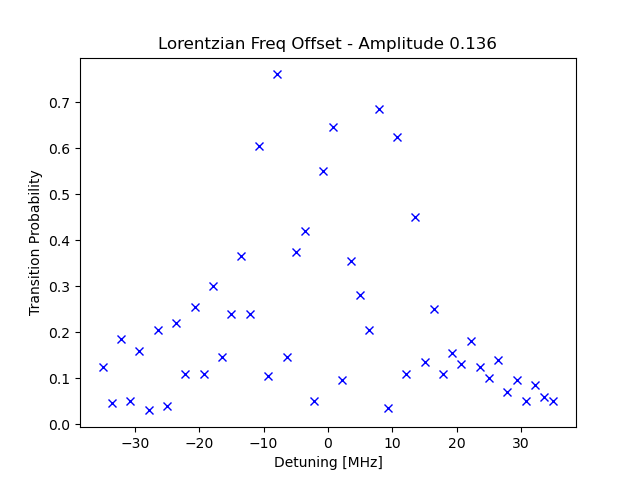 Lorentzian Freq Offset - Amplitude 0.136
Transition Probability
0.7
0.6
0.5
0.4
0.3
0.2
0.1
0.0
−30 −20 −10 0 10 20 30
Detuning [MHz]